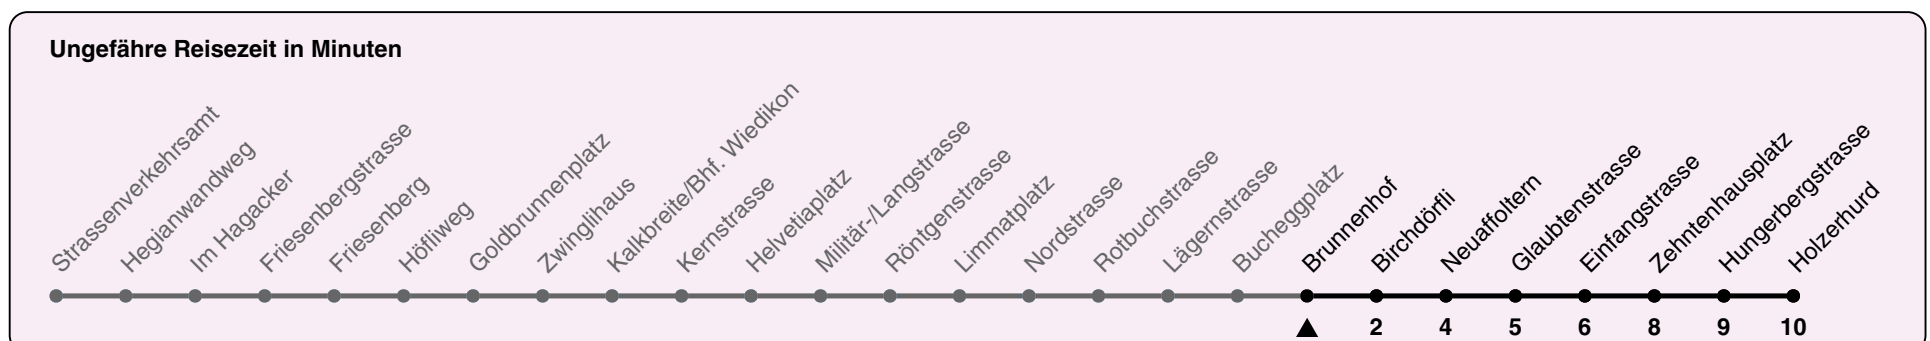 Ungefähre Reisezeit in Minuten
Strassenverkehrsamt
Hegianwandweg
Im Hagacker
Friesenbergstrasse
Friesenberg
Höfliweg
Goldbrunnenplatz
Zwinglihaus
Kalkbreite/Bhf. Wiedikon
Kernstrasse
Helvetiaplatz
Militär-/Langstrasse
Röntgenstrasse
Limmatplatz
Nordstrasse
Rotbuchstrasse
Lägernstrasse
Bucheggplatz
Brunnenhof
Birchdörfli
Neuaffoltern
Glaubtenstrasse
Einfangstrasse
Zehntenhausplatz
Hungerbergstrasse
Holzerhurd
2 4 5 6 8 9 10